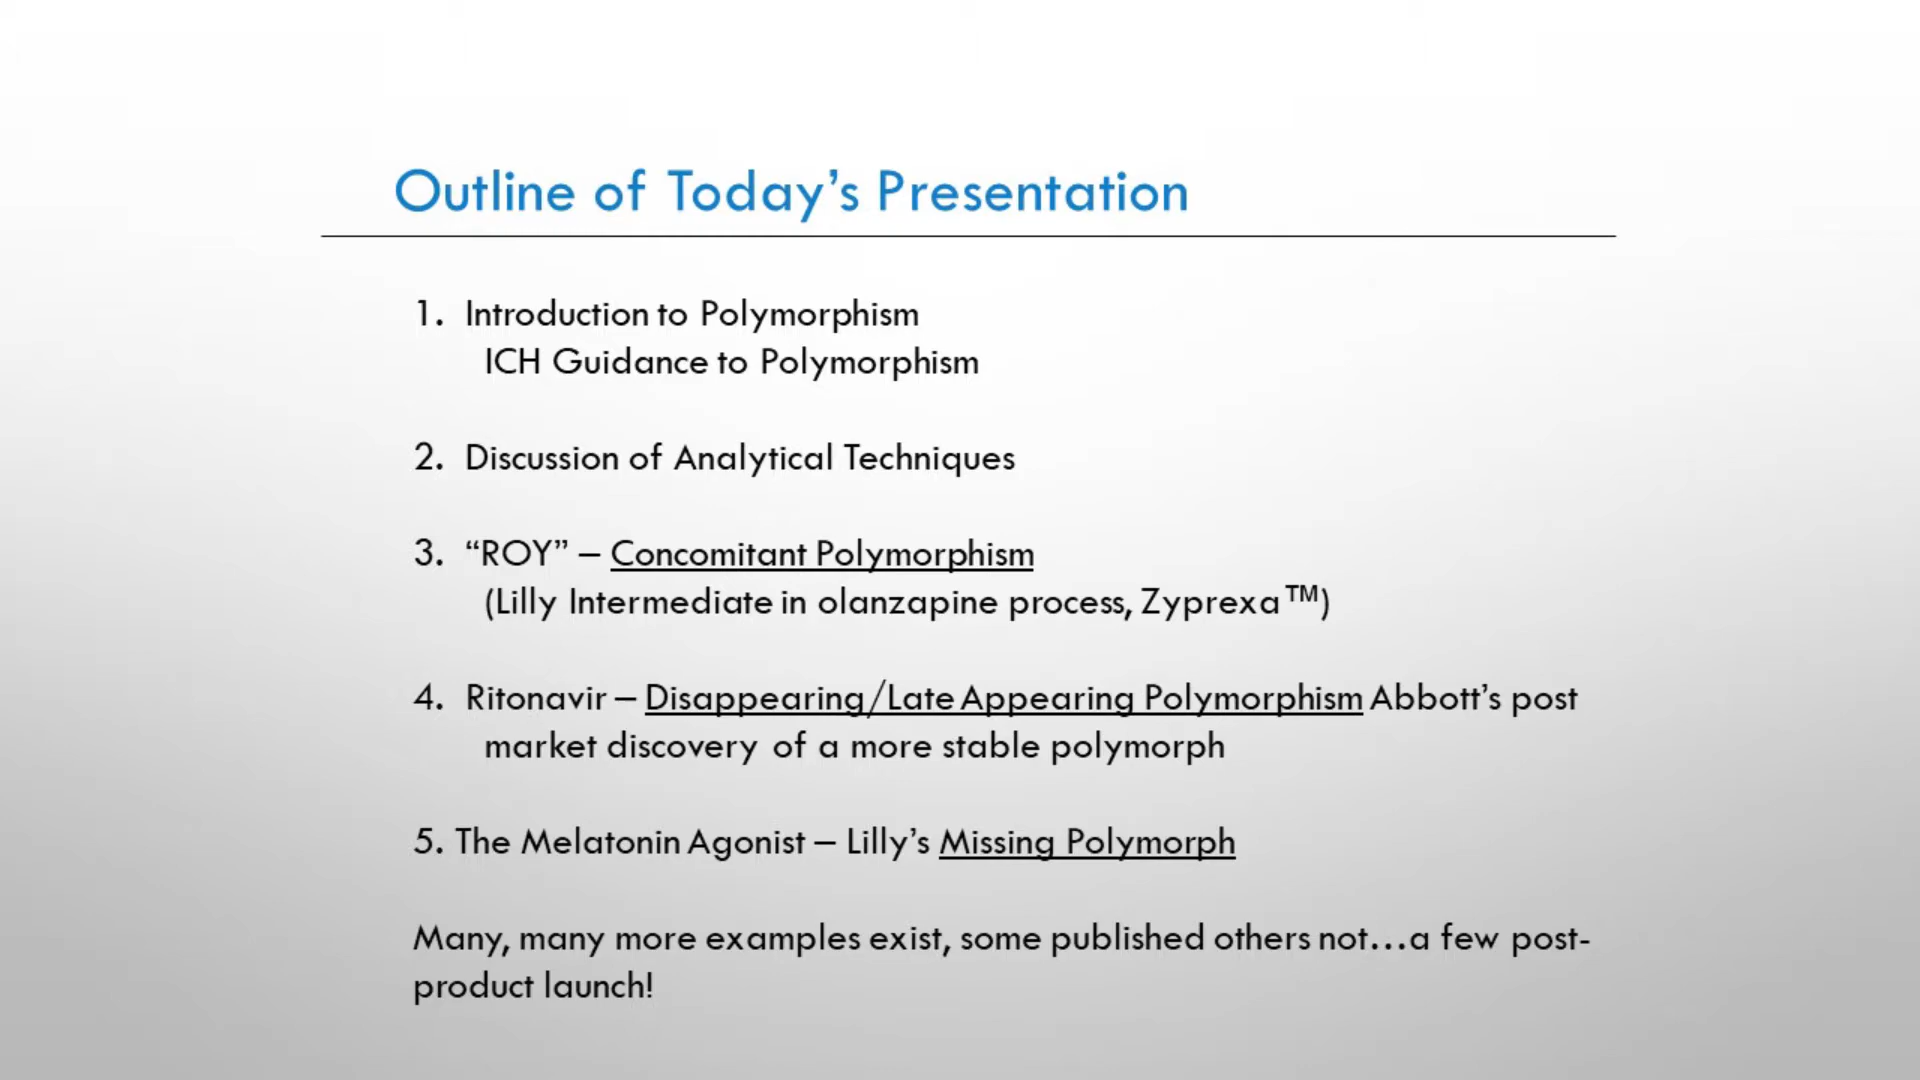 Outline of Today’s Presentation
1. Introduction to Polymorphism
ICH Guidance to Polymorphism
2. Discussion of Analytical Techniques
3. “ROY” – Concomitant Polymorphism
(Lilly Intermediate in olanzapine process, Zyprexa™)
4. Ritonavir – Disappearing/Late Appearing Polymorphism Abbott’s post
market discovery of a more stable polymorph
5. The Melatonin Agonist – Lilly’s Missing Polymorph
Many, many more examples exist, some published others not…a few post-
product launch!